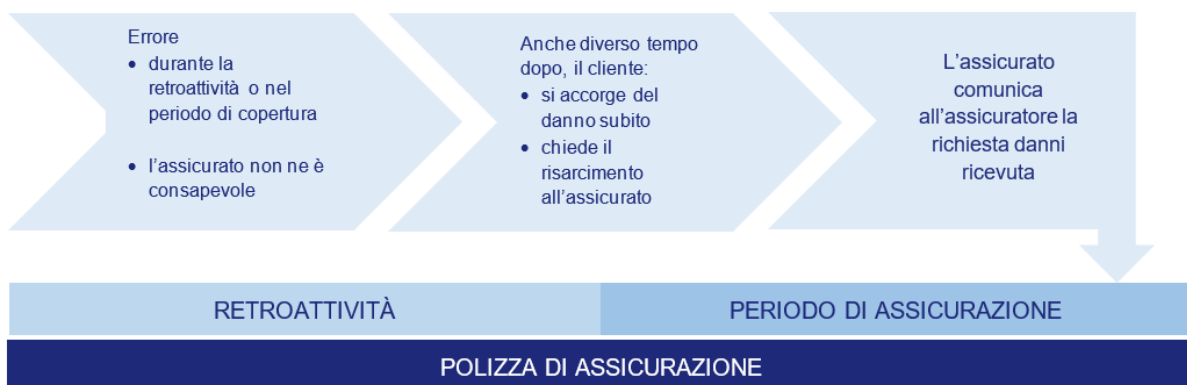 Errore
• durante la
retroattività o nel
periodo di copertura
• l'assicurato non ne è
consapevole
Anche diverso tempo
dopo, il cliente:
• si accorge del
danno subito
• chiede il
risarcimento
all'assicurato
L'assicurato
comunica
all'assicuratore la
richiesta danni
ricevuta
RETROATTIVITÀ
PERIODO DI ASSICURAZIONE
POLIZZA DI ASSICURAZIONE